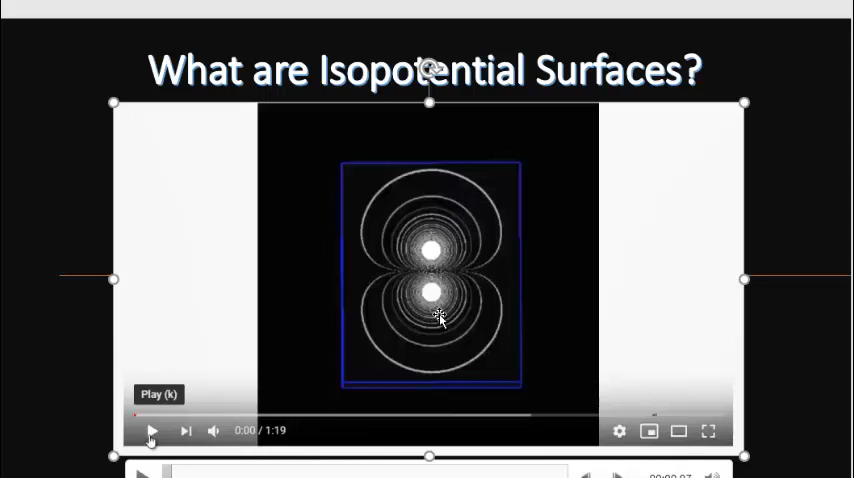 What are Isopotential Surfaces?
Play (k)
0:00 / 1:19